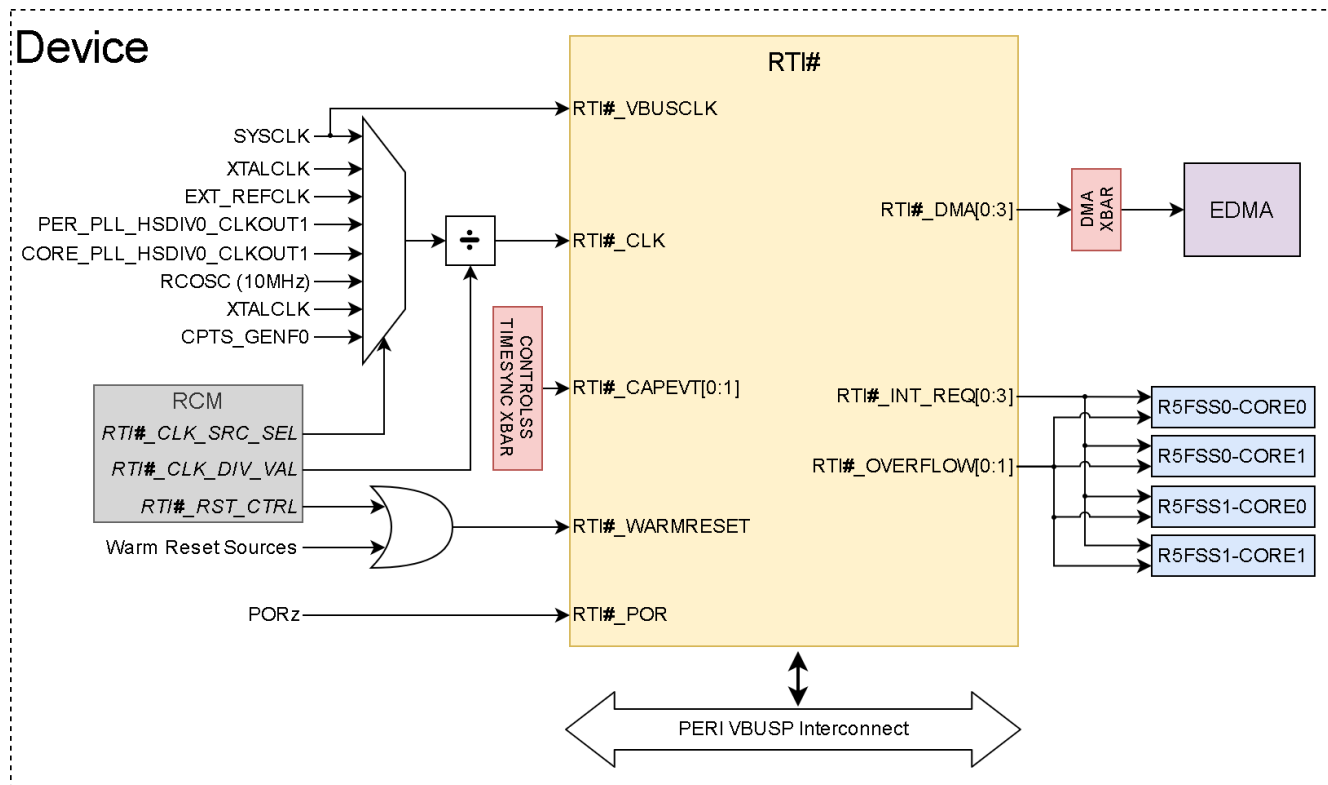 Device
RTI#
SYSCLK
XTALCLK
EXT_REFCLK
PER_PLL_HSDIV0_CLKOUT1
CORE_PLL_HSDIV0_CLKOUT1
RCOSC (10MHz)
XTALCLK
CPTS_GENF0
÷
RCM
RTI#_CLK_SRC_SEL
RTI#_CLK_DIV_VAL
RTI#_RST_CTRL
Warm Reset Sources
PORz
CONTROLSS
TIMESYNC XBAR
RTI#_VBUSCLK
RTI#_CLK
RTI#_CAPEVT[0:1]
RTI#_WARMRESET
RTI#_POR
RTI#_DMA[0:3]
RTI#_INT_REQ[0:3]
RTI#_OVERFLOW[0:1]
DMA
XBAR
EDMA
R5FSS0-CORE0
R5FSS0-CORE1
R5FSS1-CORE0
R5FSS1-CORE1
PERI VBUSP Interconnect